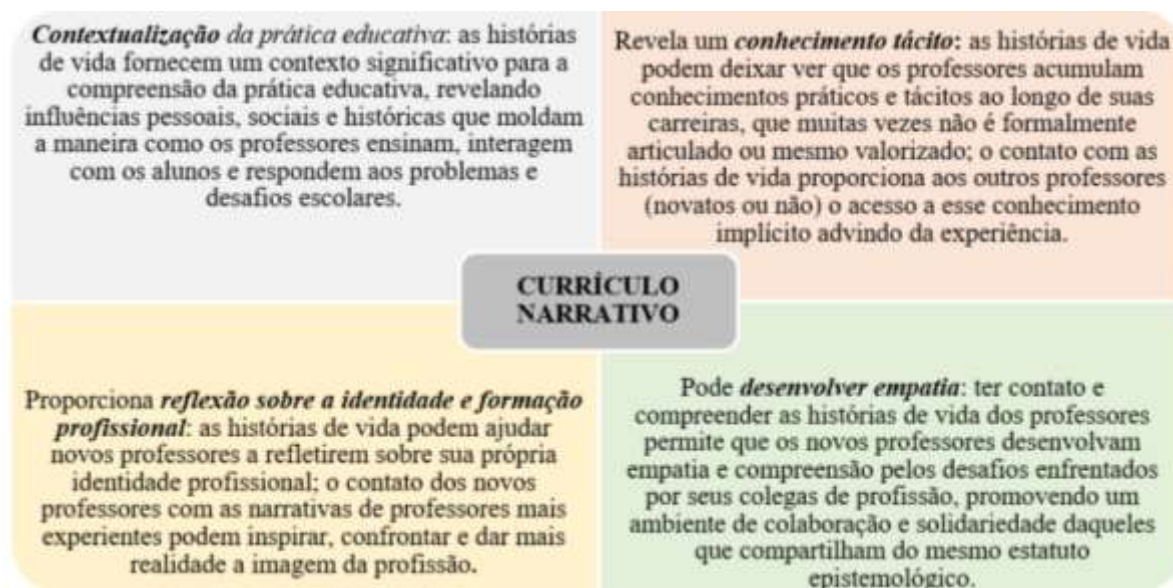 Contextualização da prática educativa: as histórias
de vida fornecem um contexto significativo para a
compreensão da prática educativa, revelando
influências pessoais, sociais e históricas que moldam
a maneira como os professores ensinam, interagem
com os alunos e respondem aos problemas e
desafios escolares.
Revela um conhecimento tácito: as histórias de vida
podem deixar ver que os professores acumulam
conhecimentos práticos e tácitos ao longo de suas
carreiras, que muitas vezes não é formalmente
articulado ou mesmo valorizado; o contato com as
histórias de vida proporciona aos outros professores
(novatos ou não) o acesso a esse conhecimento
implícito advindo da experiência.
CURRÍCULO
NARRATIVO
Proporciona reflexão sobre a identidade e formação
profissional: as histórias de vida podem ajudar
novos professores a refletirem sobre sua própria
identidade profissional; o contato dos novos
professores com as narrativas de professores mais
experientes podem inspirar, confrontar e dar mais
realidade a imagem da profissão.
Pode desenvolver empatia: ter contato e
compreender as histórias de vida dos professores
permite que os novos professores desenvolvam
empatia e compreensão pelos desafios enfrentados
por seus colegas de profissão, promovendo um
ambiente de colaboração e solidariedade daqueles
que compartilham do mesmo estatuto
epistemológico.